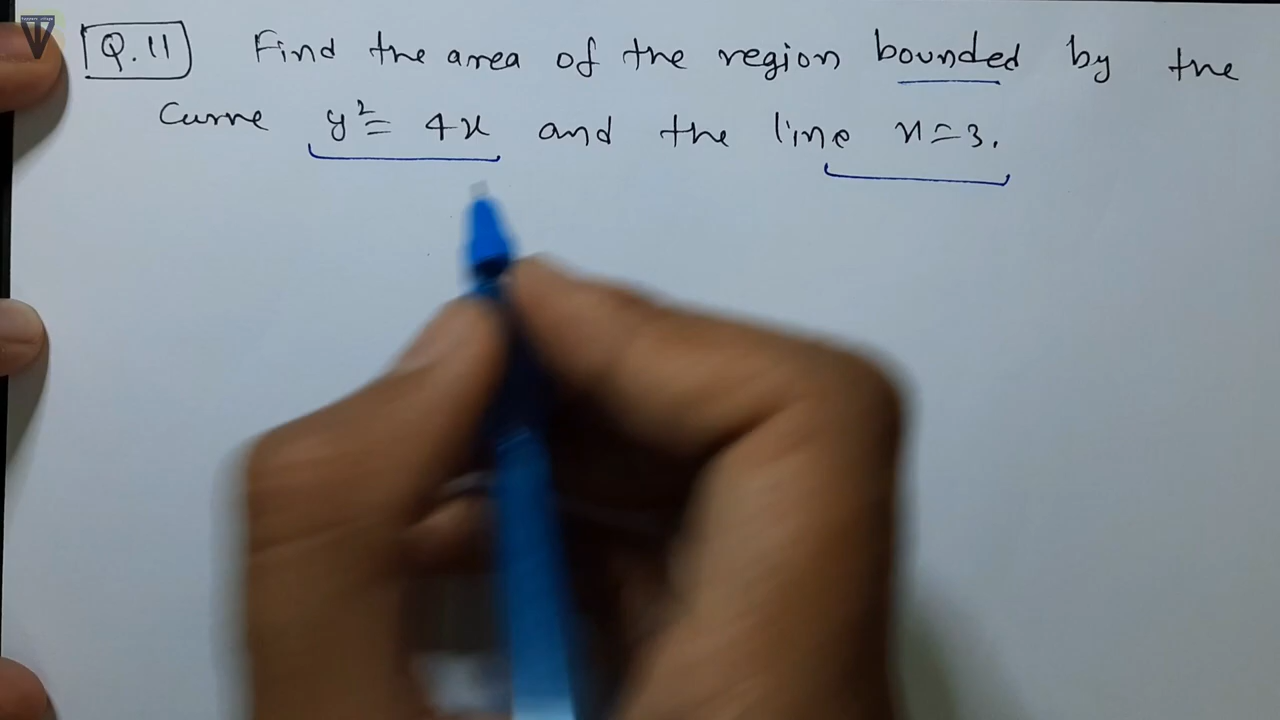 Q.11 Find the area of the region bounded by the
Curve y²= 4x and the line x=3.